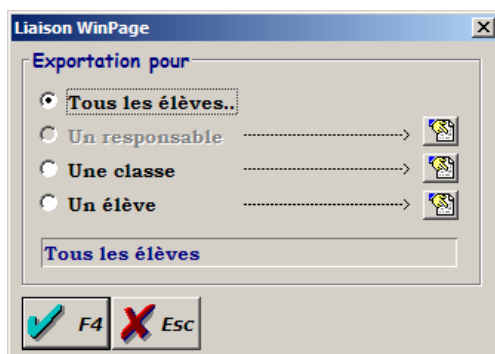 Liaison WinPage
Exportation pour
Tous les élèves..
Un responsable
Une classe
Un élève
Tous les élèves
F4 Esc